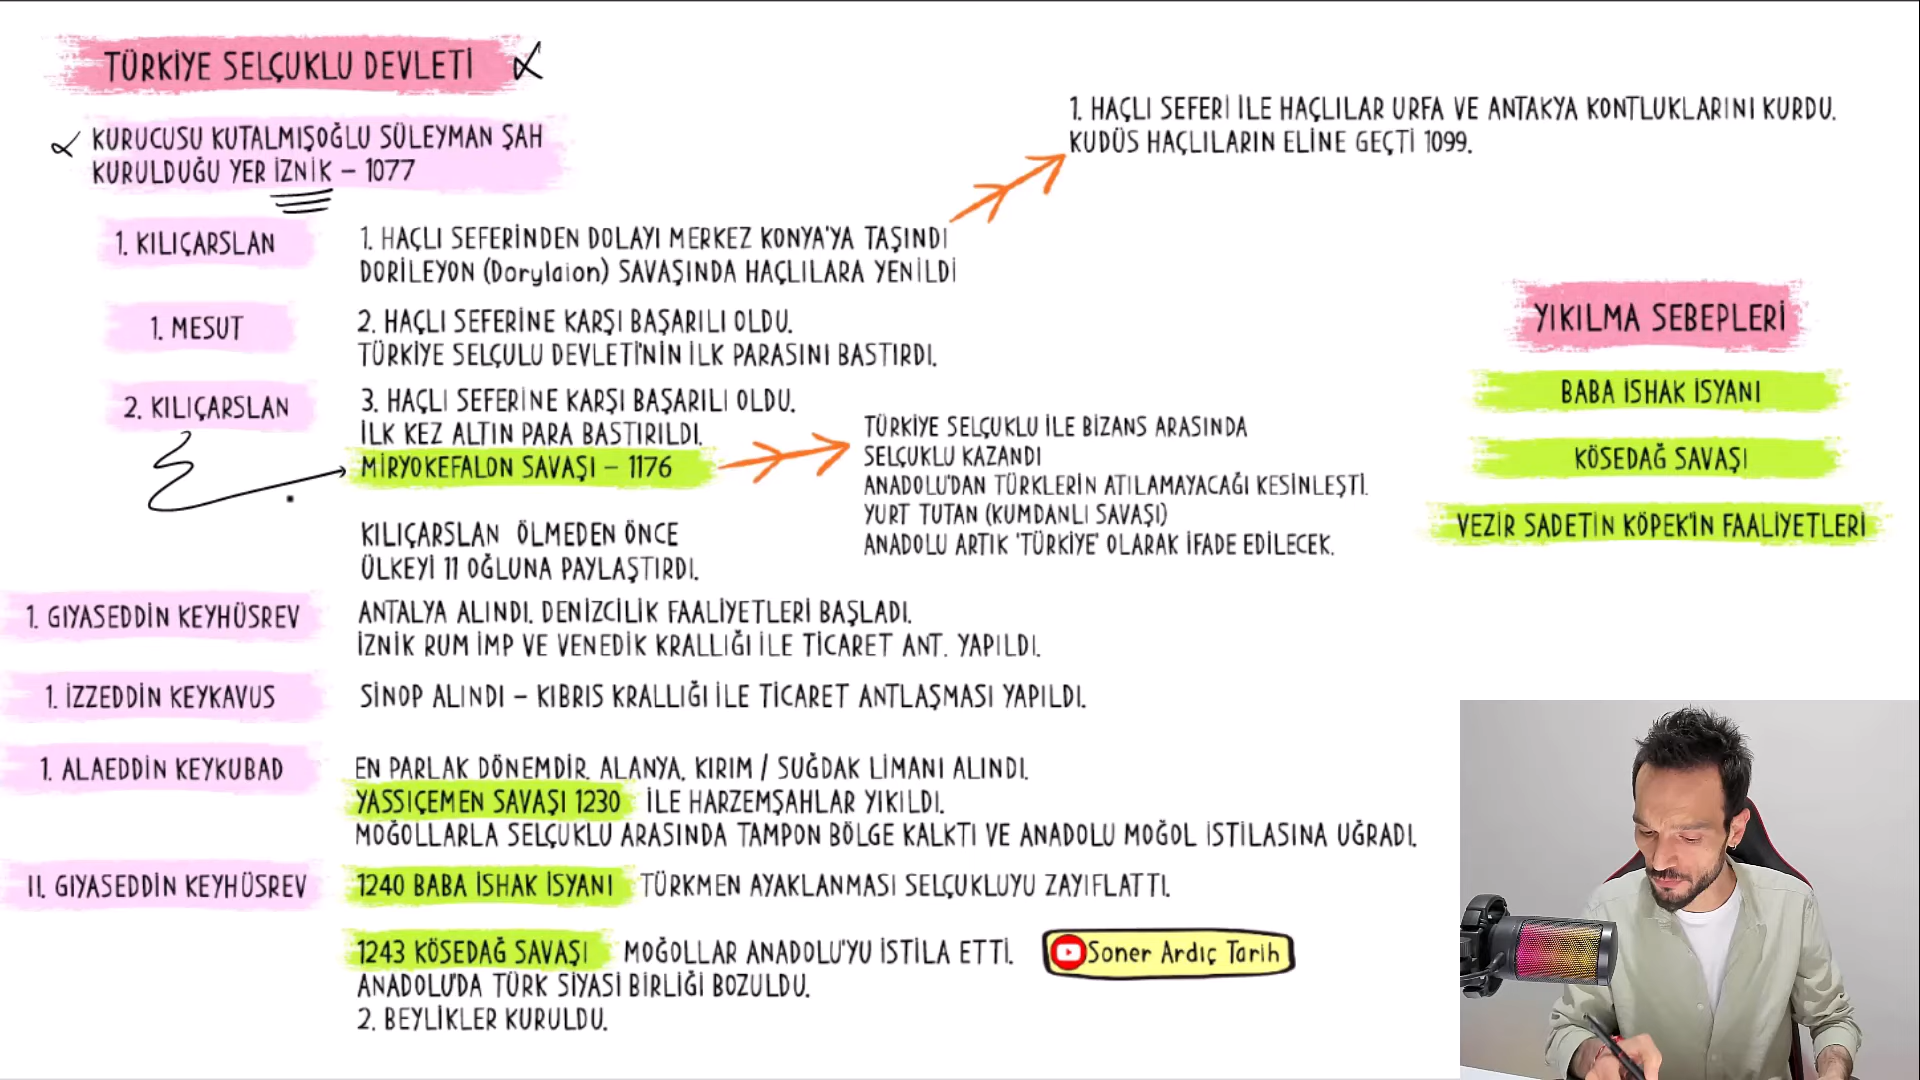 TÜRKİYE SELÇUKLU DEVLETİ
KURUCUSU KUTALMIŞOĞLU SÜLEYMAN ŞAH
KURULDUĞU YER İZNİK – 1077
1. HAÇLI SEFERİ İLE HAÇLILAR URFA VE ANTAKYA KONTLUKLARINI KURDU.
KUDÜS HAÇLILARIN ELİNE GEÇTİ 1099.
1. KILIÇARSLAN
1. HAÇLI SEFERİNDEN DOLAYI MERKEZ KONYA'YA TAŞINDI
DORİLEYON (Dorylaion) SAVAŞINDA HAÇLILARA YENİLDİ
1. MESUT
2. HAÇLI SEFERİNE KARŞI BAŞARILI OLDU.
TÜRKİYE SELÇULU DEVLETİ'NİN İLK PARASINI BASTIRDI.
2. KILIÇARSLAN
3. HAÇLI SEFERİNE KARŞI BAŞARILI OLDU.
İLK KEZ ALTIN PARA BASTIRILDI.
MİRYOKEFALON SAVAŞI – 1176
TÜRKİYE SELÇUKLU İLE BİZANS ARASINDA
SELÇUKLU KAZANDI
ANADOLU'DAN TÜRKLERİN ATILAMAYACAĞI KESİNLEŞTİ.
YURT TUTAN (KUMDANLI SAVAŞI)
ANADOLU ARTIK 'TÜRKİYE' OLARAK İFADE EDİLECEK.
KILIÇARSLAN ÖLMEDEN ÖNCE
ÜLKEYİ 11 OĞLUNA PAYLAŞTIRDI.
1. GIYASEDDİN KEYHÜSREV
ANTALYA ALINDI. DENİZCİLİK FAALİYETLERİ BAŞLADI.
İZNİK RUM İMP VE VENEDİK KRALLIĞI İLE TİCARET ANT. YAPILDI.
1. İZZEDDİN KEYKAVUS
SİNOP ALINDI – KIBRIS KRALLIĞI İLE TİCARET ANTLAŞMASI YAPILDI.
1. ALAEDDİN KEYKUBAD
EN PARLAK DÖNEMDİR. ALANYA, KIRIM / SUĞDAK LİMANI ALINDI.
YASSIÇEMEN SAVAŞI 1230 İLE HARZEMŞAHLAR YIKILDI.
MOĞOLLARLA SELÇUKLU ARASINDA TAMPON BÖLGE KALKTI VE ANADOLU MOĞOL İSTİLASINA UĞRADI.
II. GIYASEDDİN KEYHÜSREV
1240 BABA İSHAK İSYANI TÜRKMEN AYAKLANMASI SELÇUKLUYU ZAYIFLATTI.
1243 KÖSEDAĞ SAVAŞI MOĞOLLAR ANADOLU'YU İSTİLA ETTİ.
ANADOLU'DA TÜRK SİYASİ BİRLİĞİ BOZULDU.
2. BEYLİKLER KURULDU.
Soner Ardıç Tarih
YIKILMA SEBEPLERİ
BABA İSHAK İSYANI
KÖSEDAĞ SAVAŞI
VEZİR SADETİN KÖPEK'İN FAALİYETLERİ